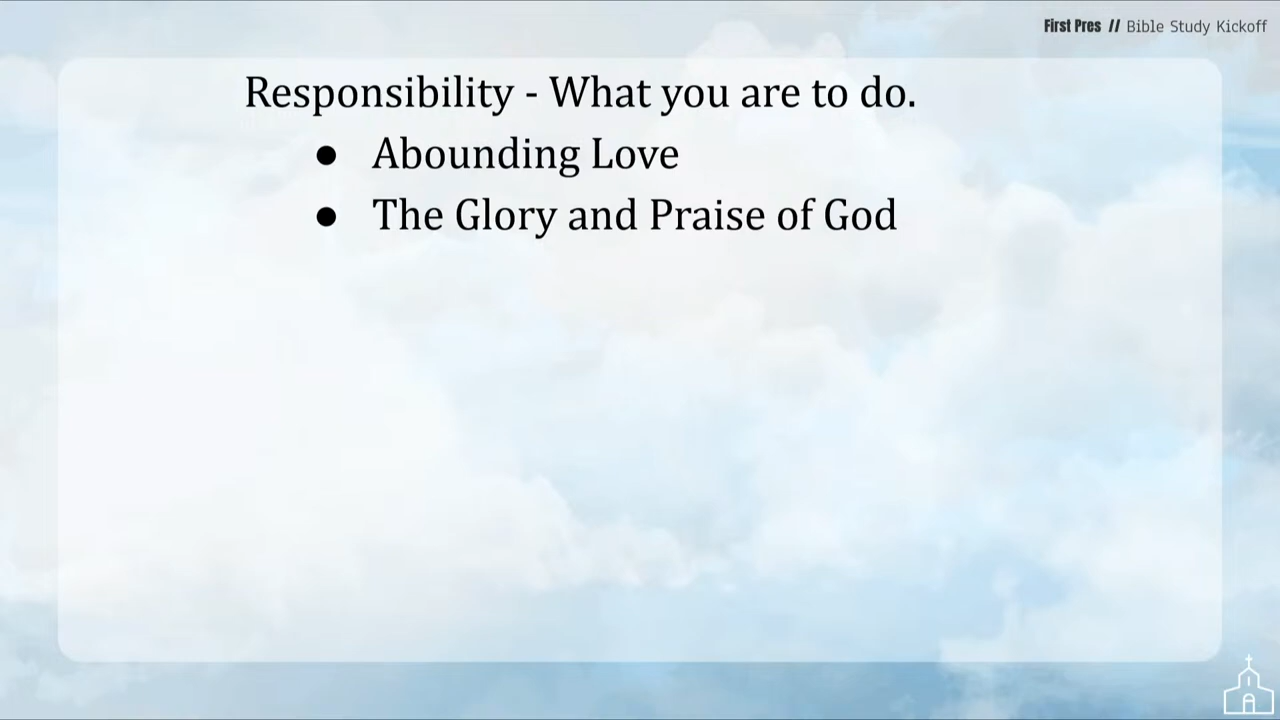 First Pres // Bible Study Kickoff
Responsibility - What you are to do.
● Abounding Love
● The Glory and Praise of God